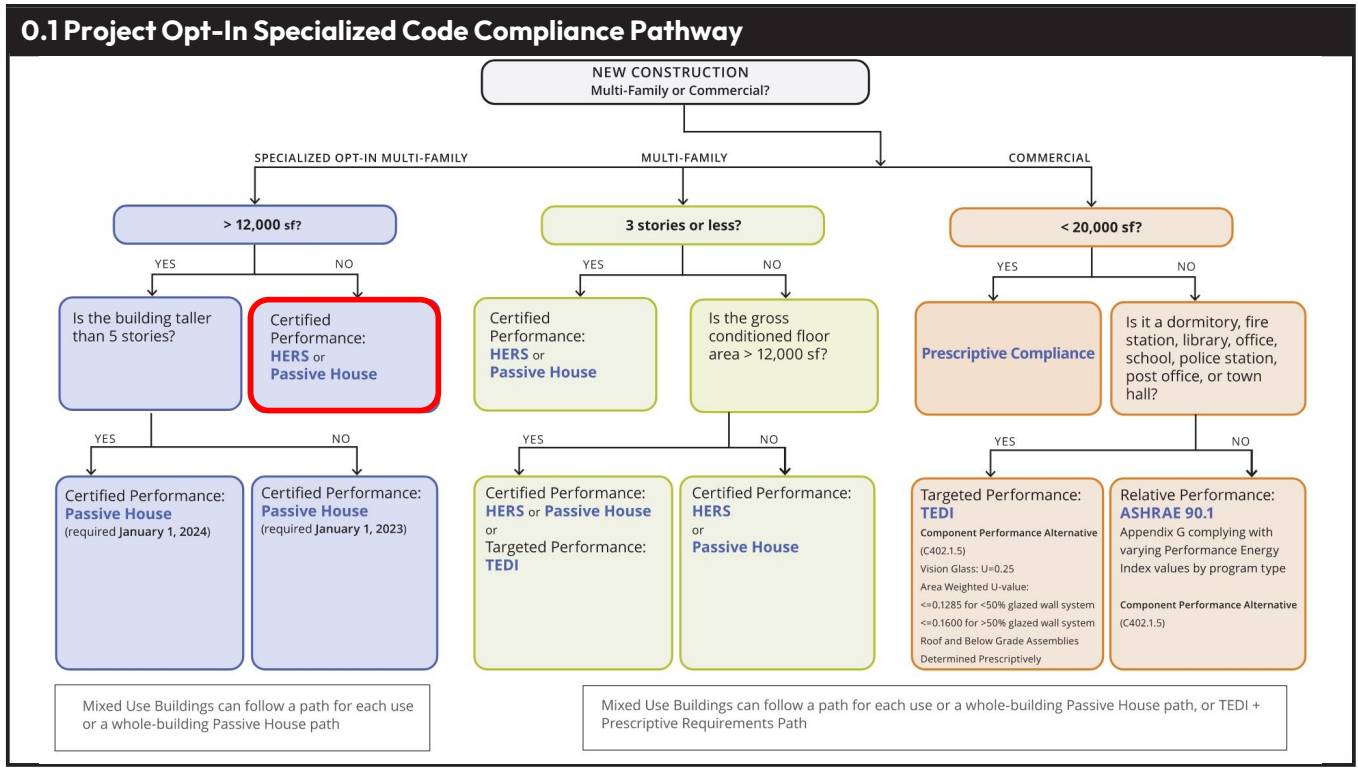 0.1 Project Opt-In Specialized Code Compliance Pathway
NEW CONSTRUCTION
Multi-Family or Commercial?
SPECIALIZED OPT-IN MULTI-FAMILY
MULTI-FAMILY
COMMERCIAL
> 12,000 sf?
3 stories or less?
< 20,000 sf?
YES
NO
YES
NO
YES
NO
Is the building taller
than 5 stories?
Certified
Performance:
HERS or
Passive House
Certified
Performance:
HERS or
Passive House
Is the gross
conditioned floor
area > 12,000 sf?
Prescriptive Compliance
Is it a dormitory, fire
station, library, office,
school, police station,
post office, or town
hall?
YES
NO
YES
NO
YES
NO
Certified Performance:
Passive House
(required January 1, 2024)
Certified Performance:
Passive House
(required January 1, 2023)
Certified Performance:
HERS or Passive House
or
Targeted Performance:
TEDI
Certified Performance:
HERS
or
Passive House
Targeted Performance:
TEDI
Component Performance Alternative
(C402.1.5)
Vision Glass: U=0.25
Area Weighted U-value:
<=0.1285 for <50% glazed wall system
<=0.1600 for >50% glazed wall system
Roof and Below Grade Assemblies
Determined Prescriptively
Relative Performance:
ASHRAE 90.1
Appendix G complying with
varying Performance Energy
Index values by program type
Component Performance Alternative
(C402.1.5)
Mixed Use Buildings can follow a path for each use
or a whole-building Passive House path
Mixed Use Buildings can follow a path for each use or a whole-building Passive House path, or TEDI +
Prescriptive Requirements Path